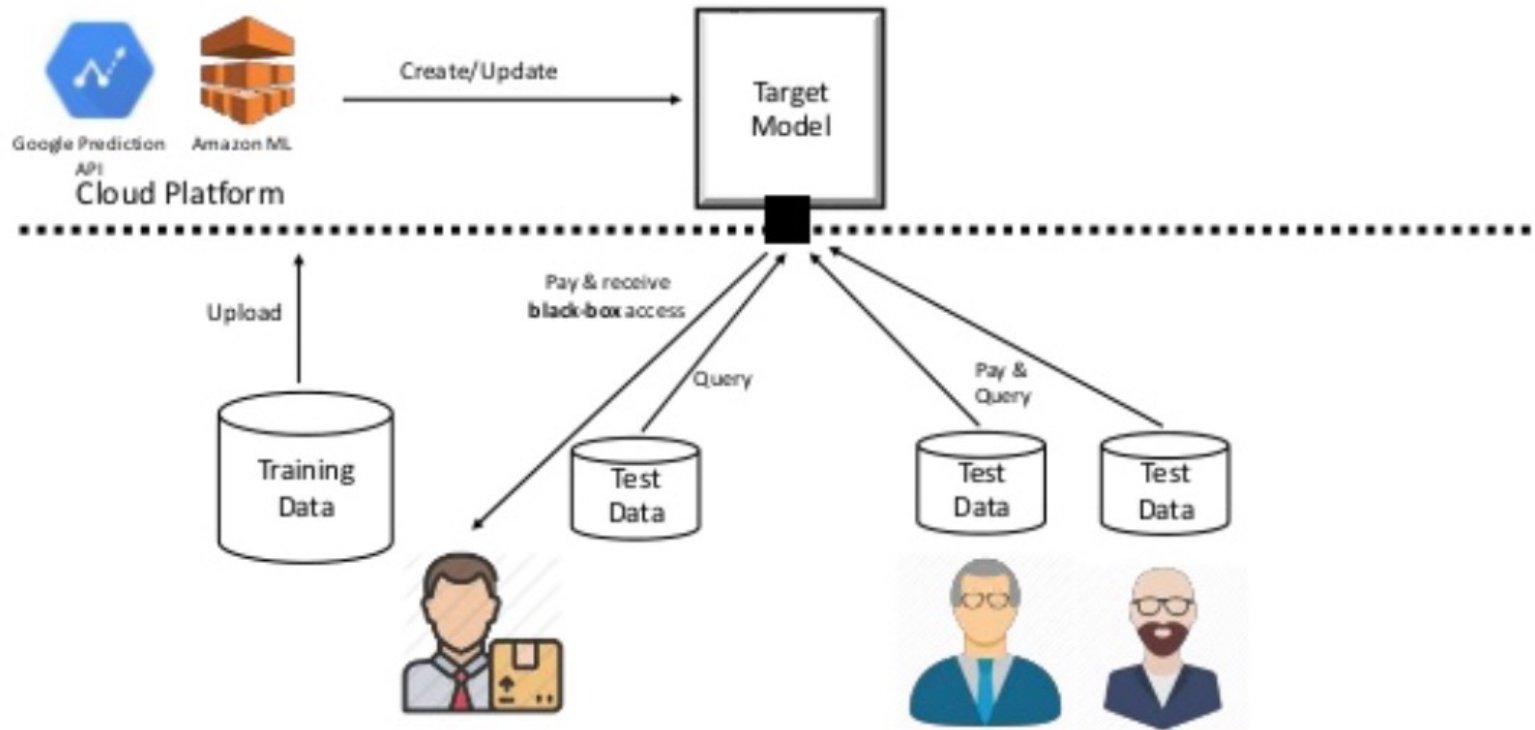 Create/Update
Target
Model
Google Prediction
API
Amazon ML
Cloud Platform
Upload
Pay & receive
black-box access
Query
Pay &
Query
Training
Data
Test
Data
Test
Data
Test
Data